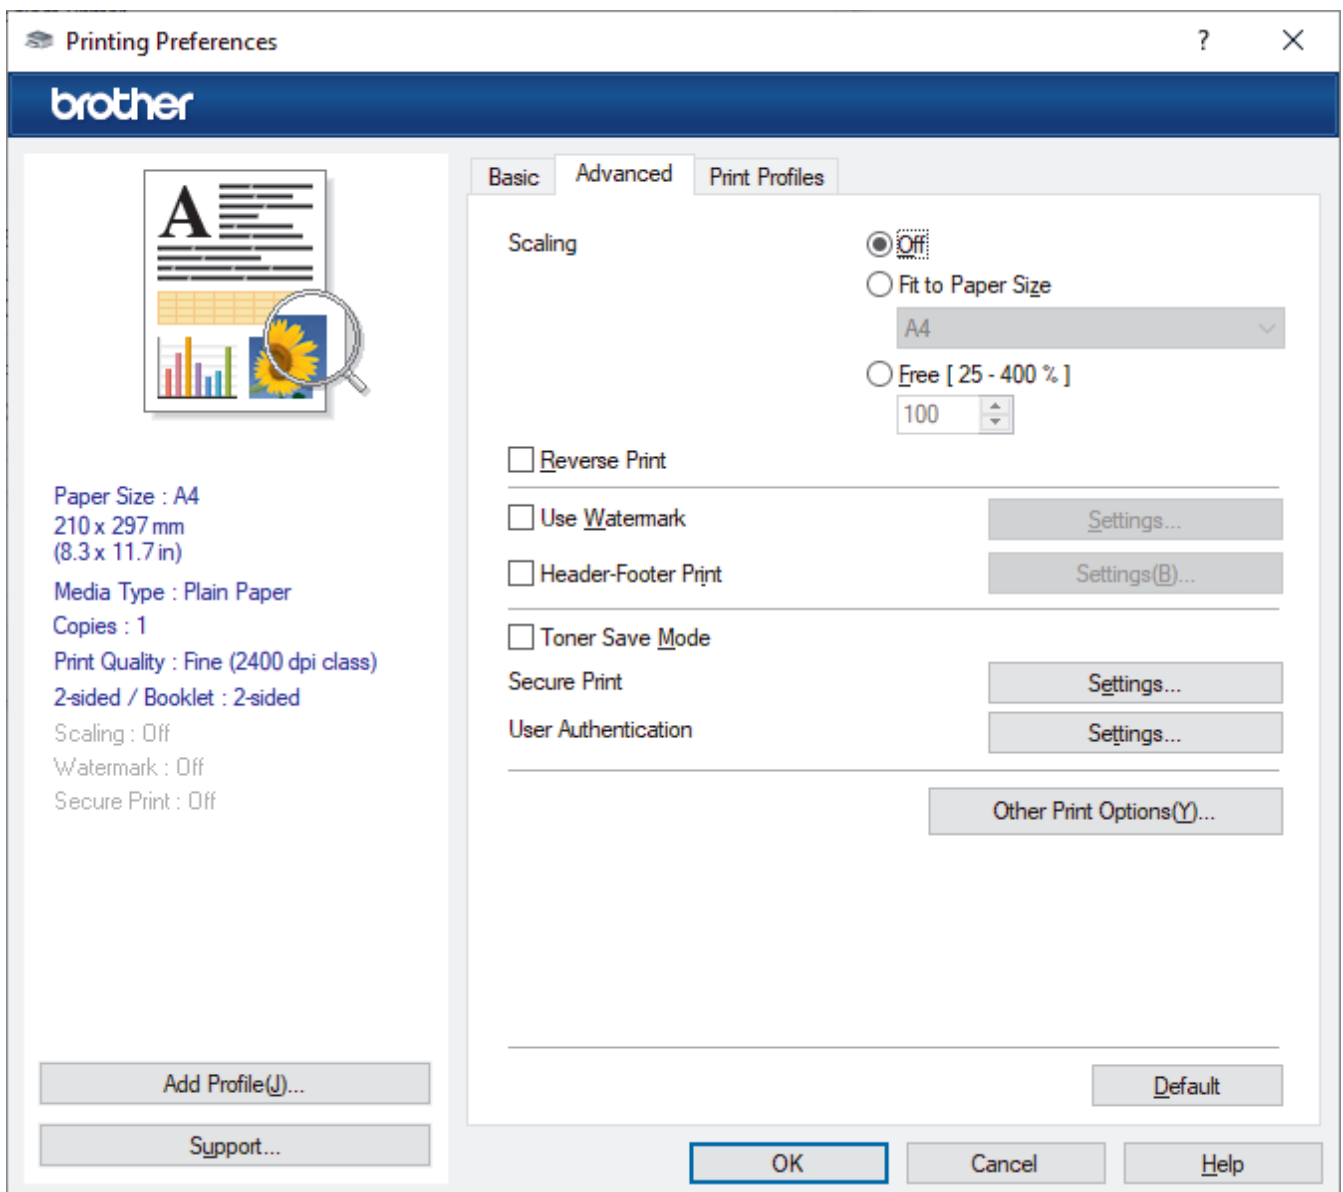 Printing Preferences
?
brother
A
Paper Size : A4
210 x 297 mm
(8.3 x 11.7 in)
Media Type : Plain Paper
Copies : 1
Print Quality : Fine (2400 dpi class)
2-sided / Booklet : 2-sided
Scaling : Off
Watermark : Off
Secure Print : Off
Add Profile(J)...
Support...
Basic
Advanced
Print Profiles
Scaling
Off
Fit to Paper Size
A4
Free [ 25 - 400 % ]
100
Reverse Print
Use Watermark
Settings...
Header-Footer Print
Settings(B)...
Toner Save Mode
Secure Print
Settings...
User Authentication
Settings...
Other Print Options(Y)...
Default
OK
Cancel
Help